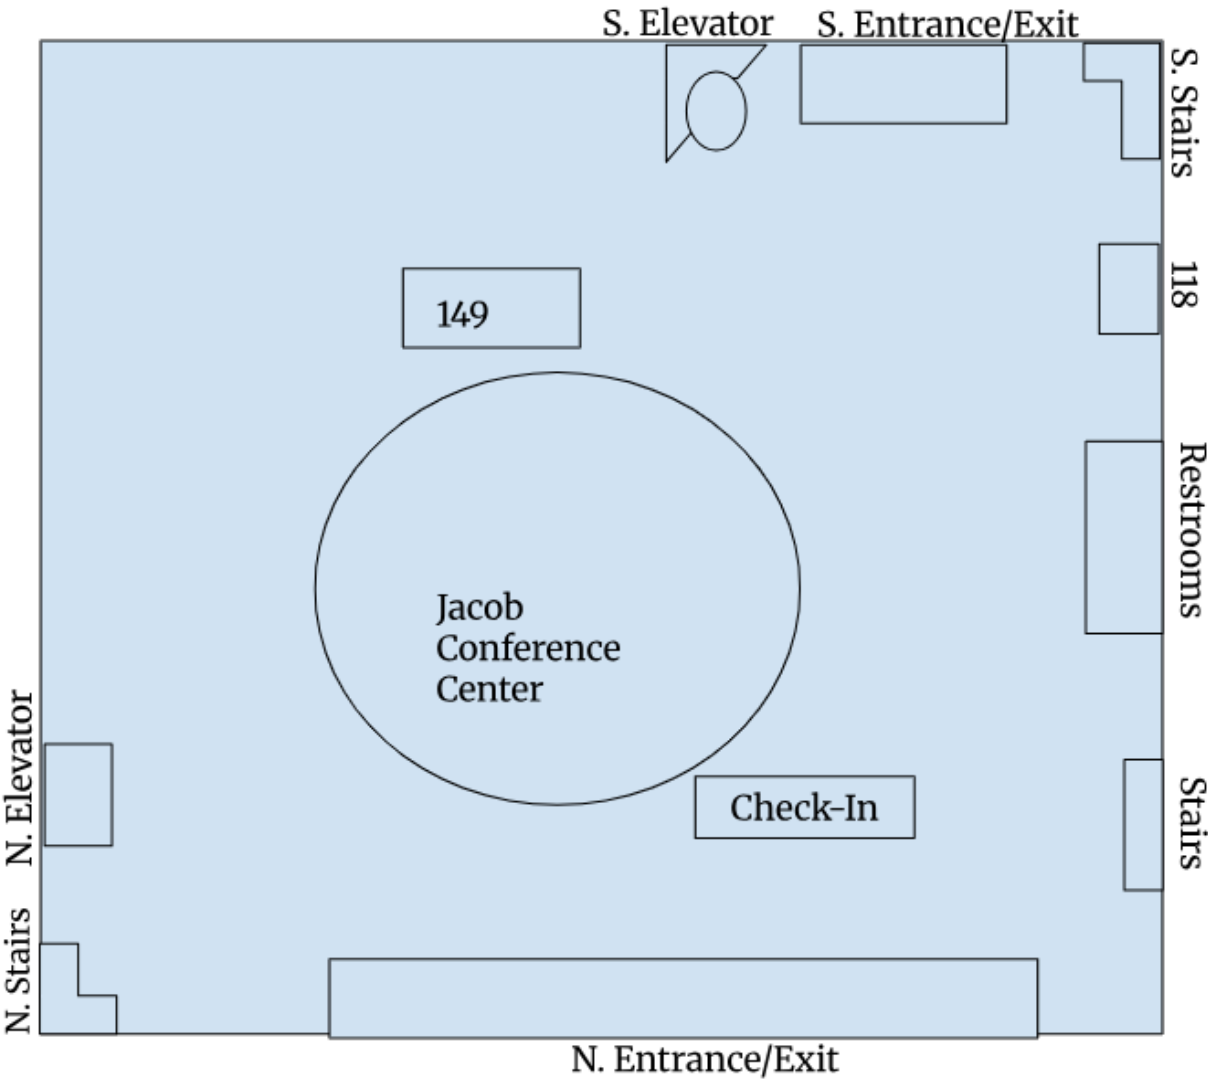 S. Elevator
S. Entrance/Exit
S. Stairs
118
149
Restrooms
Jacob
Conference
Center
N. Elevator
Check-In
Stairs
N. Stairs
N. Entrance/Exit